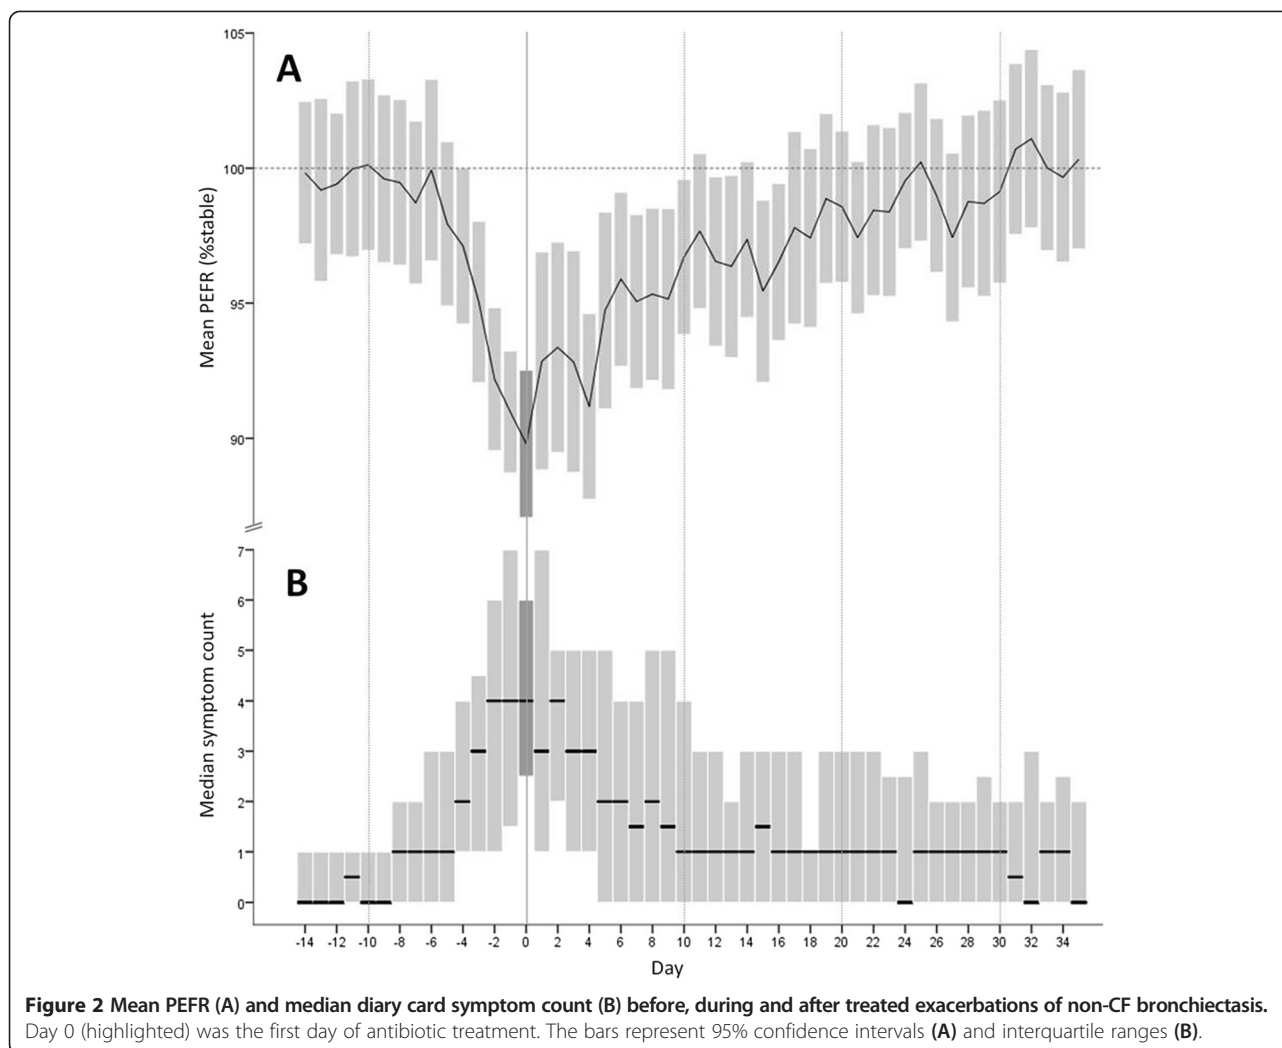 105
A
100
95
90
Mean PEFR (%stable)
7
B
6
5
4
3
2
1
0
Median symptom count
-14 -12 -10 -8 -6 -4 -2 0 2 4 6 8 10 12 14 16 18 20 22 24 26 28 30 32 34
Day
Figure 2 Mean PEFR (A) and median diary card symptom count (B) before, during and after treated exacerbations of non-CF bronchiectasis.
Day 0 (highlighted) was the first day of antibiotic treatment. The bars represent 95% confidence intervals (A) and interquartile ranges (B).